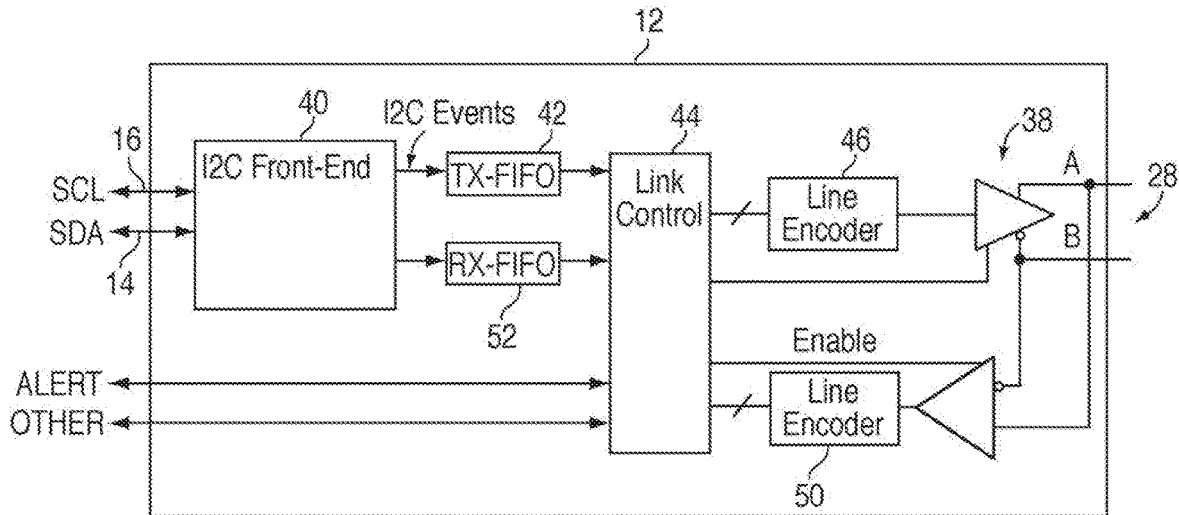 12
40
I2C Events
42
44
46
38
16
I2C Front-End
TX-FIFO
Link
Control
Line
Encoder
A
28
SCL
SDA
B
14
RX-FIFO
52
Enable
ALERT
OTHER
Line
Encoder
50